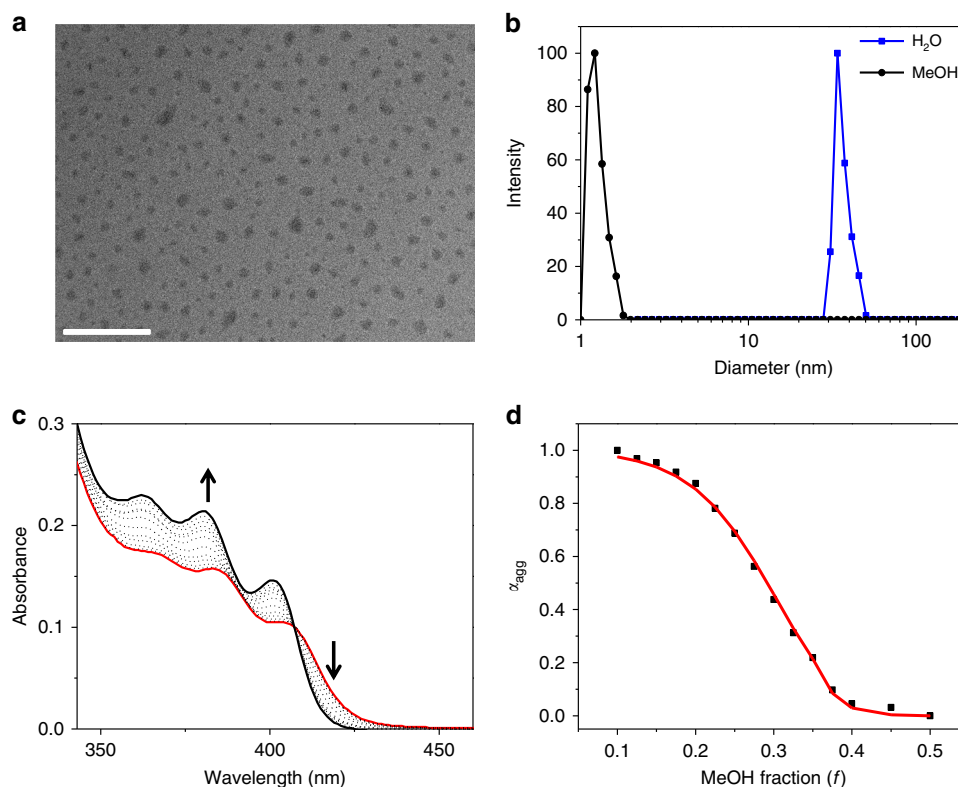 a
b
H₂O
MeOH
100
80
60
40
20
0
Intensity
1
10
100
Diameter (nm)
c
0.3
0.2
0.1
0.0
Absorbance
350
400
450
Wavelength (nm)
d
1.0
0.8
0.6
0.4
0.2
0.0
αagg
0.1
0.2
0.3
0.4
0.5
MeOH fraction (f)